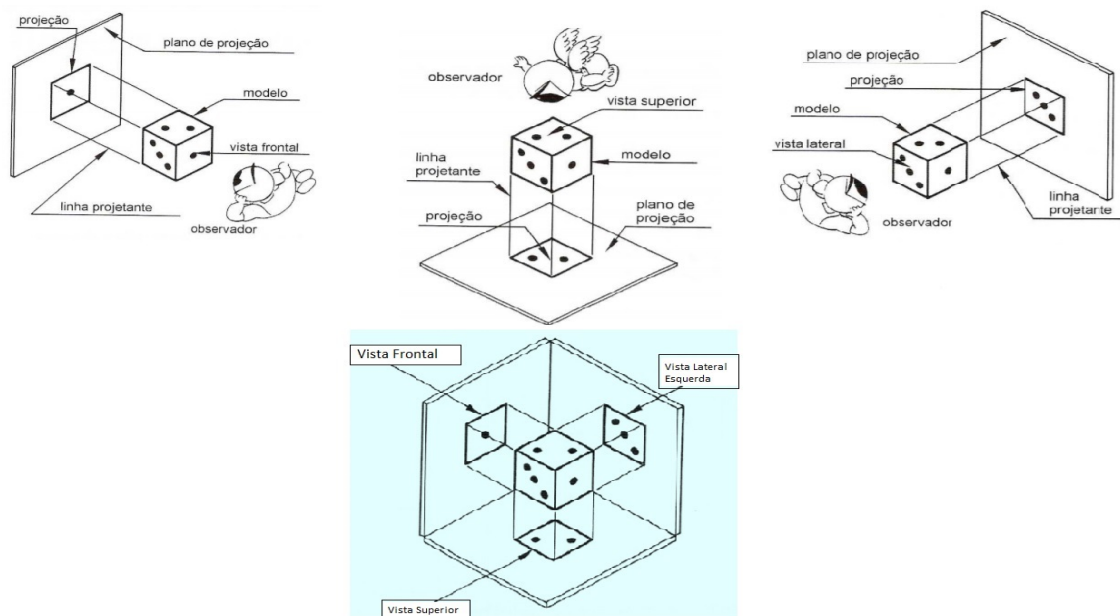 projeção
plano de projeção
modelo
vista frontal
linha projetante
observador
observador
vista superior
linha
projetante
modelo
projeção
plano de
projeção
plano de projeção
projeção
modelo
vista lateral
linha
projetante
observador
Vista Frontal
Vista Lateral
Esquerda
Vista Superior